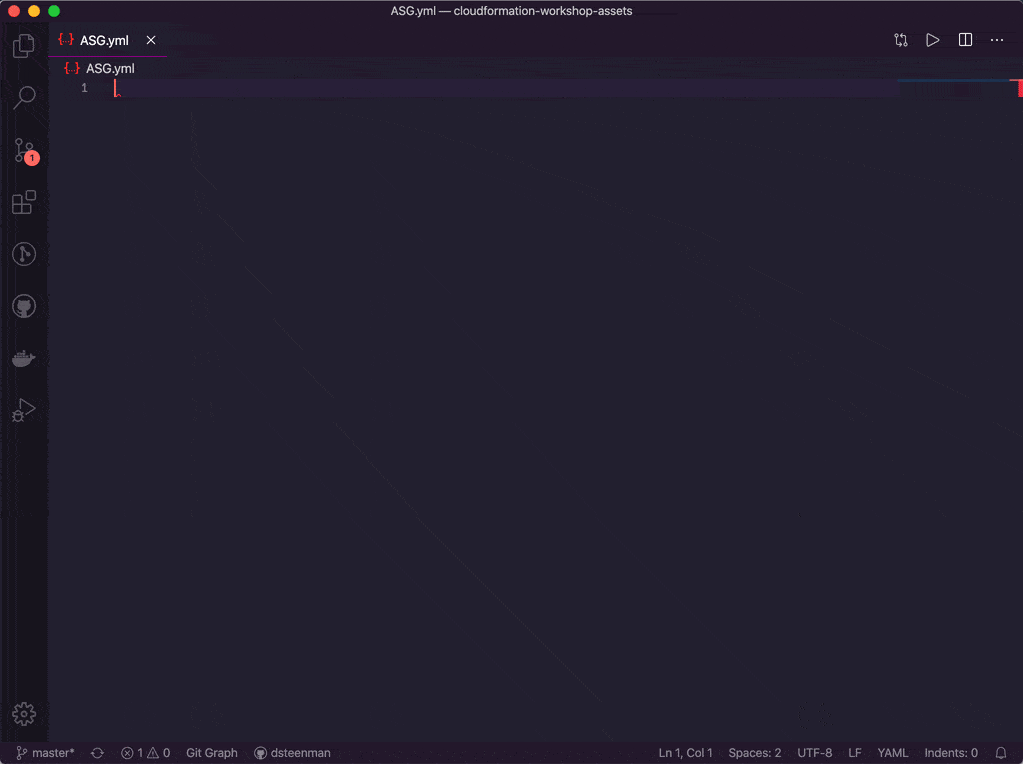 ASG.yml — cloudformation-workshop-assets
{..} ASG.yml
{..} ASG.yml
1
1
master* 1 0 Git Graph dsteenman Ln 1, Col 1 Spaces: 2 UTF-8 LF YAML Indents: 0